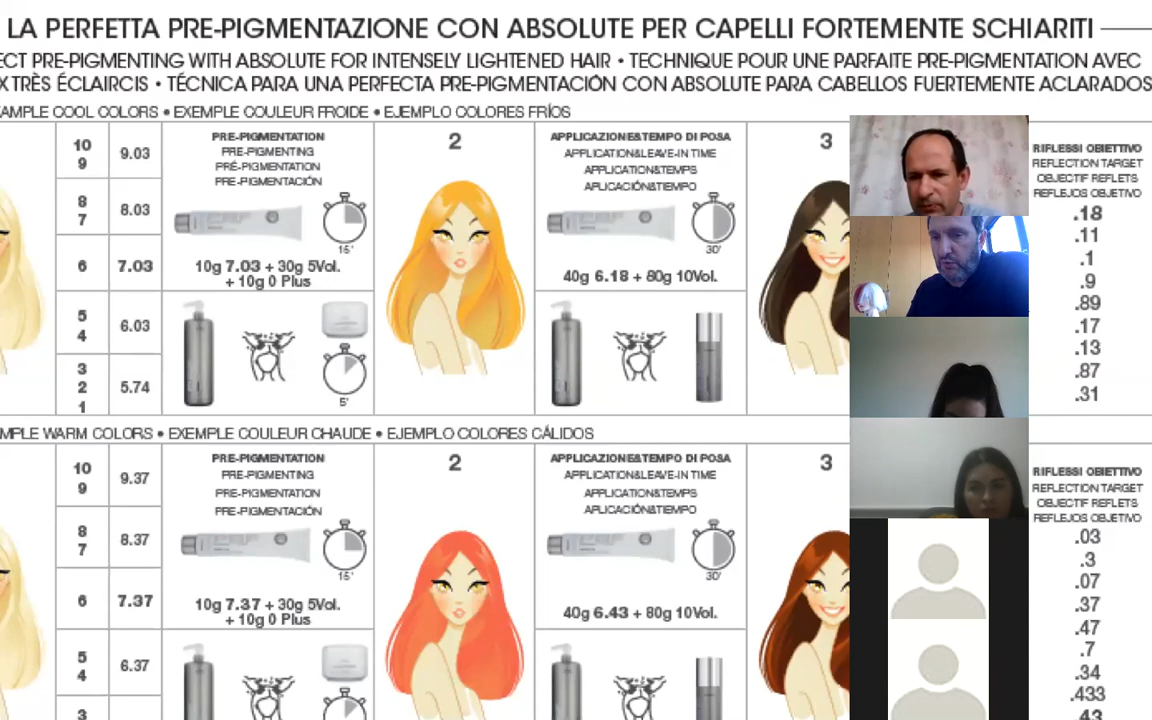 LA PERFETTA PRE-PIGMENTAZIONE CON ABSOLUTE PER CAPELLI FORTEMENTE SCHIARITI
ECT PRE-PIGMENTING WITH ABSOLUTE FOR INTENSELY LIGHTENED HAIR • TECHNIQUE POUR UNE PARFAITE PRE-PIGMENTATION AVEC
X TRÈS ÉCLAIRCIS • TÉCNICA PARA UNA PERFECTA PRE-PIGMENTACIÓN CON ABSOLUTE PARA CABELLOS FUERTEMENTE ACLARADOS
AMPLE COOL COLORS • EXEMPLE COULEUR FROIDE • EJEMPLO COLORES FRÍOS
10
9
9.03
8
7
8.03
6
7.03
5
4
6.03
3
2
1
5.74
PRE-PIGMENTATION
PRE-PIGMENTING
PRÉ-PIGMENTATION
PRE-PIGMENTACIÓN
15'
10g 7.03 + 30g 5Vol.
+ 10g 0 Plus
5'
2
APPLICAZIONE&TEMPO DI POSA
APPLICATION&LEAVE-IN TIME
APPLICATION&TEMPS
APLICACIÓN&TIEMPO
30'
40g 6.18 + 80g 10Vol.
3
RIFLESSI OBIETTIVO
REFLECTION TARGET
OBJECTIF REFLETS
REFLEJOS OBJETIVO
.18
.11
.1
.9
.89
.17
.13
.87
.31
MPLE WARM COLORS • EXEMPLE COULEUR CHAUDE • EJEMPLO COLORES CÁLIDOS
10
9
9.37
8
7
8.37
6
7.37
5
4
6.37
3
PRE-PIGMENTATION
PRE-PIGMENTING
PRE-PIGMENTATION
PRE-PIGMENTACIÓN
15'
10g 7.37 + 30g 5Vol.
+ 10g 0 Plus
2
APPLICAZIONE&TEMPO DI POSA
APPLICATION&LEAVE-IN TIME
APPLICATION&TEMPS
APLICACIÓN&TIEMPO
30'
40g 6.43 + 80g 10Vol.
3
RIFLESSI OBIETTIVO
REFLECTION TARGET
OBJECTIF REFLETS
REFLEJOS OBJETIVO
.03
.3
.07
.37
.47
.7
.34
.433
.43